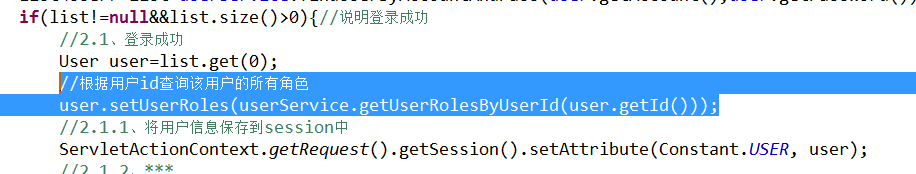 if(list!=null&&list.size()>0){//说明登录成功
//2.1、登录成功
User user=list.get(0);
//根据用户id查询该用户的所有角色
user.setUserRoles(userService.getUserRolesByUserId(user.getId()));
//2.1.1、将用户信息保存到session中
ServletActionContext.getRequest().getSession().setAttribute(Constant.USER, user);
//2.1.2、***